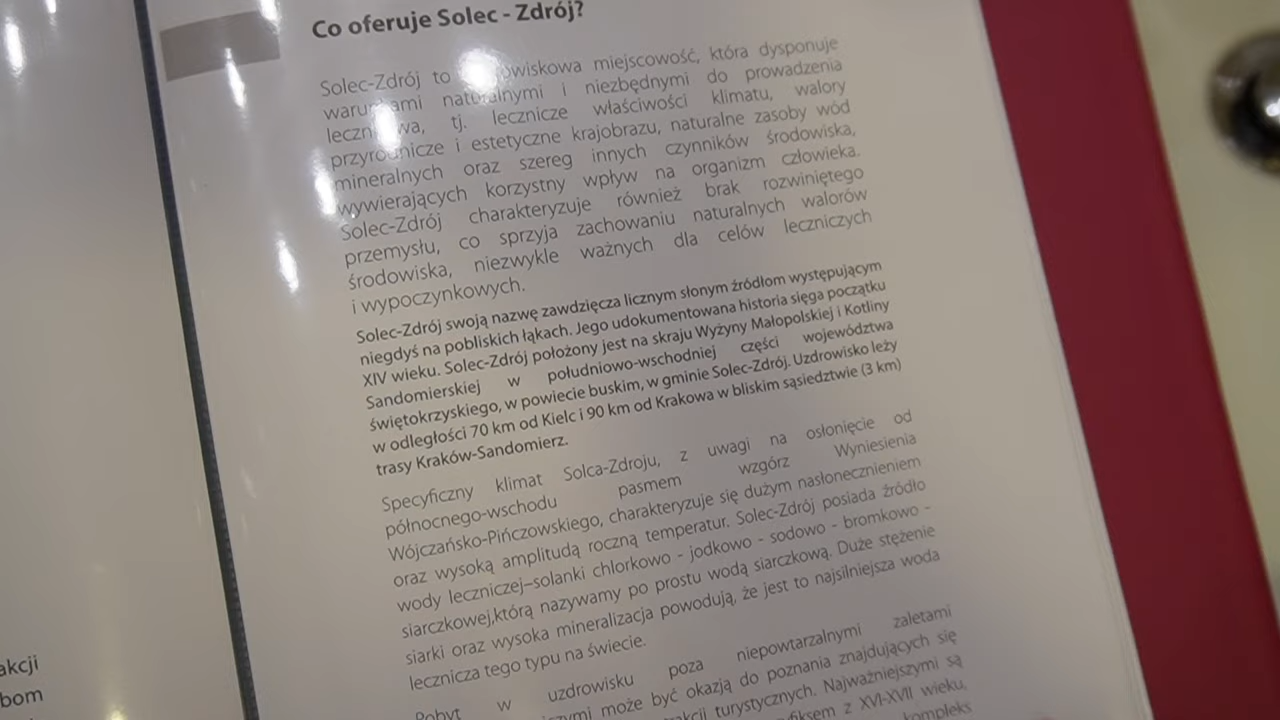 Co oferuje Solec - Zdrój?
Solec-Zdrój to miejscowość, która dysponuje
warunkami naturalnymi i niezbędnymi do prowadzenia
tj. lecznicze właściwości klimatu, walory
przyrodnicze i estetyczne krajobrazu, naturalne zasoby wód
mineralnych oraz szereg innych czynników środowiska,
wywierających korzystny wpływ na organizm człowieka.
Solec-Zdrój charakteryzuje również brak rozwiniętego
przemysłu, co sprzyja zachowaniu naturalnych walorów
środowiska, niezwykle ważnych dla celów leczniczych
i wypoczynkowych.
Solec-Zdrój swoją nazwę zawdzięcza licznym słonym źródłom występującym
niegdyś na pobliskich łąkach. Jego udokumentowana historia sięga początku
XIV wieku. Solec-Zdrój położony jest na skraju Wyżyny Małopolskiej i Kotliny
Sandomierskiej w południowo-wschodniej części województwa
świętokrzyskiego, w powiecie buskim, w gminie Solec-Zdrój. Uzdrowisko leży
w odległości 70 km od Kielc i 90 km od Krakowa w bliskim sąsiedztwie (3 km)
trasy Kraków-Sandomierz.
Specyficzny klimat Solca-Zdroju, z uwagi na osłonięcie od
północnego-wschodu pasmem wzgórz Wyniesienia
Wójczańsko-Pińczowskiego, charakteryzuje się dużym nasłonecznieniem
oraz wysoką amplitudą roczną temperatur. Solec-Zdrój posiada źródło
wody leczniczej–solanki chlorkowo - jodkowo - sodowo - bromkowo -
siarczkowej,którą nazywamy po prostu wodą siarczkową. Duże stężenie
siarki oraz wysoka mineralizacja powodują, że jest to najsilniejsza woda
lecznicza tego typu na świecie.
Pobyt w uzdrowisku poza niepowtarzalnymi zaletami
może być okazją do poznania znajdujących się
turystycznych. Najważniejszymi są
z XVI-XVII wieku,
kompleks
akcji
bom